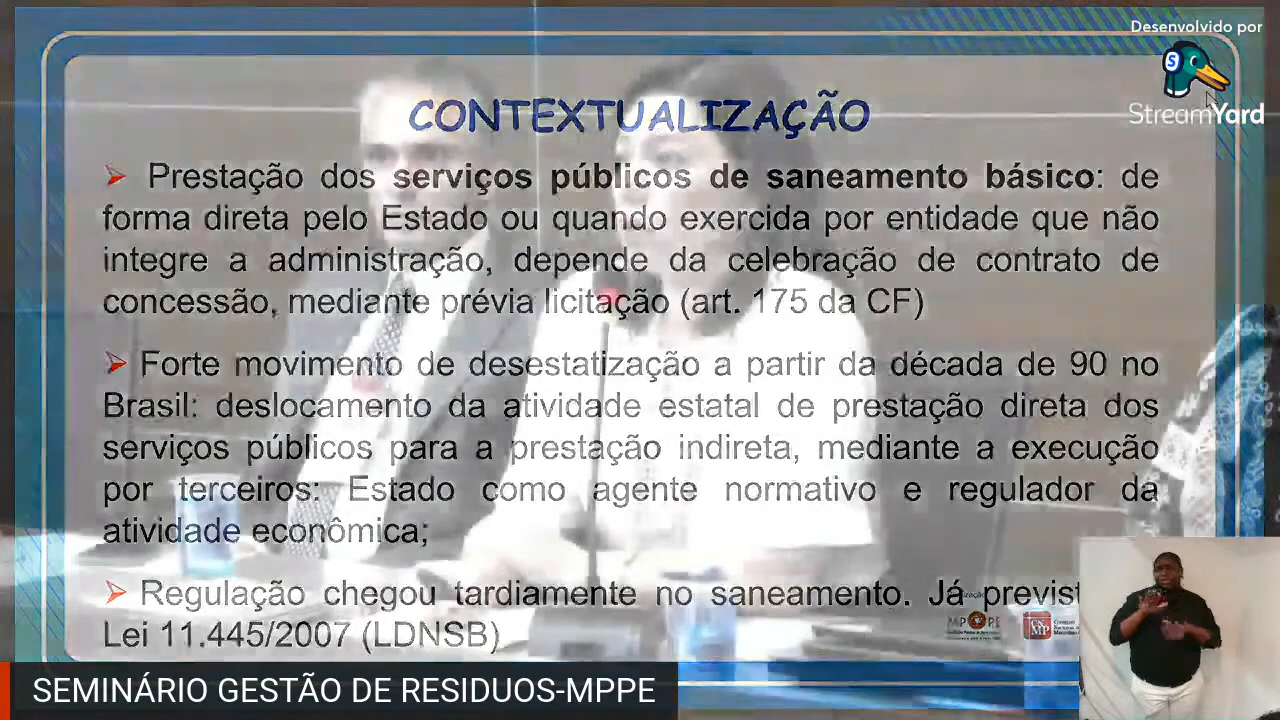 Desenvolvido por
StreamYard
CONTEXTUALIZAÇÃO
Prestação dos serviços públicos de saneamento básico: de
forma direta pelo Estado ou quando exercida por entidade que não
integre a administração, depende da celebração de contrato de
concessão, mediante prévia licitação (art. 175 da CF)
Forte movimento de desestatização a partir da década de 90 no
Brasil: deslocamento da atividade estatal de prestação direta dos
serviços públicos para a prestação indireta, mediante a execução
por terceiros: Estado como agente normativo e regulador da
atividade econômica;
Regulação chegou tardiamente no saneamento. Já previst
Lei 11.445/2007 (LDNSB)
SEMINÁRIO GESTÃO DE RESIDUOS-MPPE